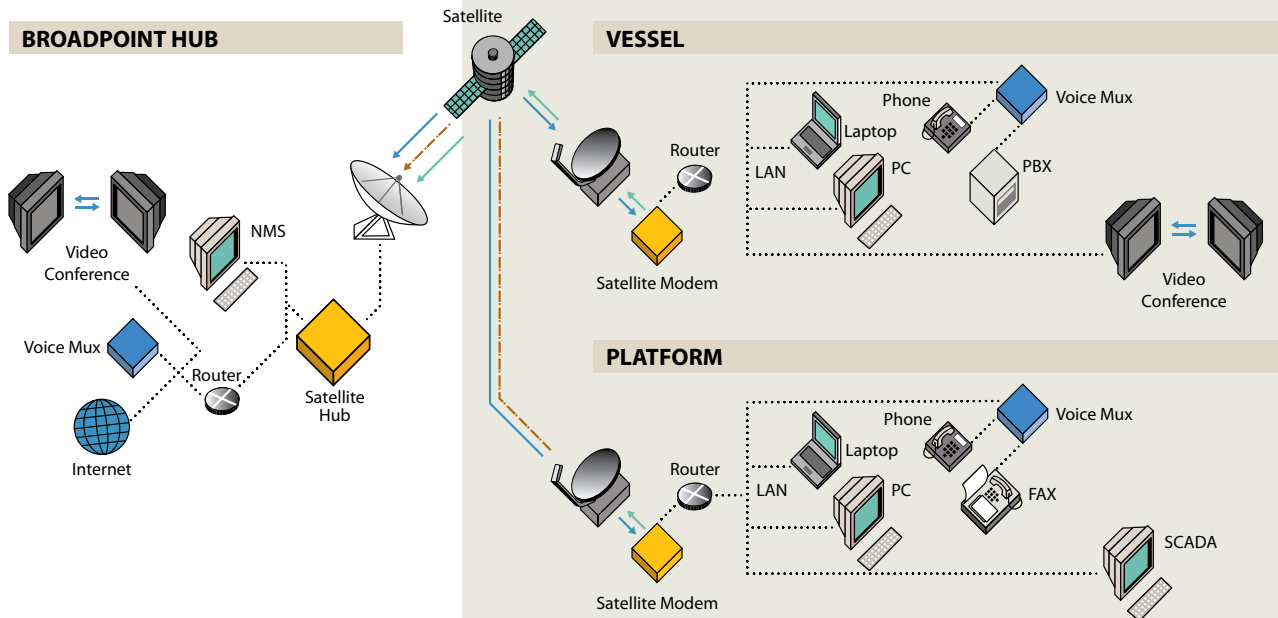 Satellite
BROADPOINT HUB
Video
Conference
NMS
Voice Mux
Router
Satellite
Hub
Internet
VESSEL
Router
Satellite Modem
LAN
Laptop
PC
Phone
Voice Mux
PBX
Video
Conference
PLATFORM
Router
Satellite Modem
LAN
Laptop
PC
Phone
Voice Mux
FAX
SCADA